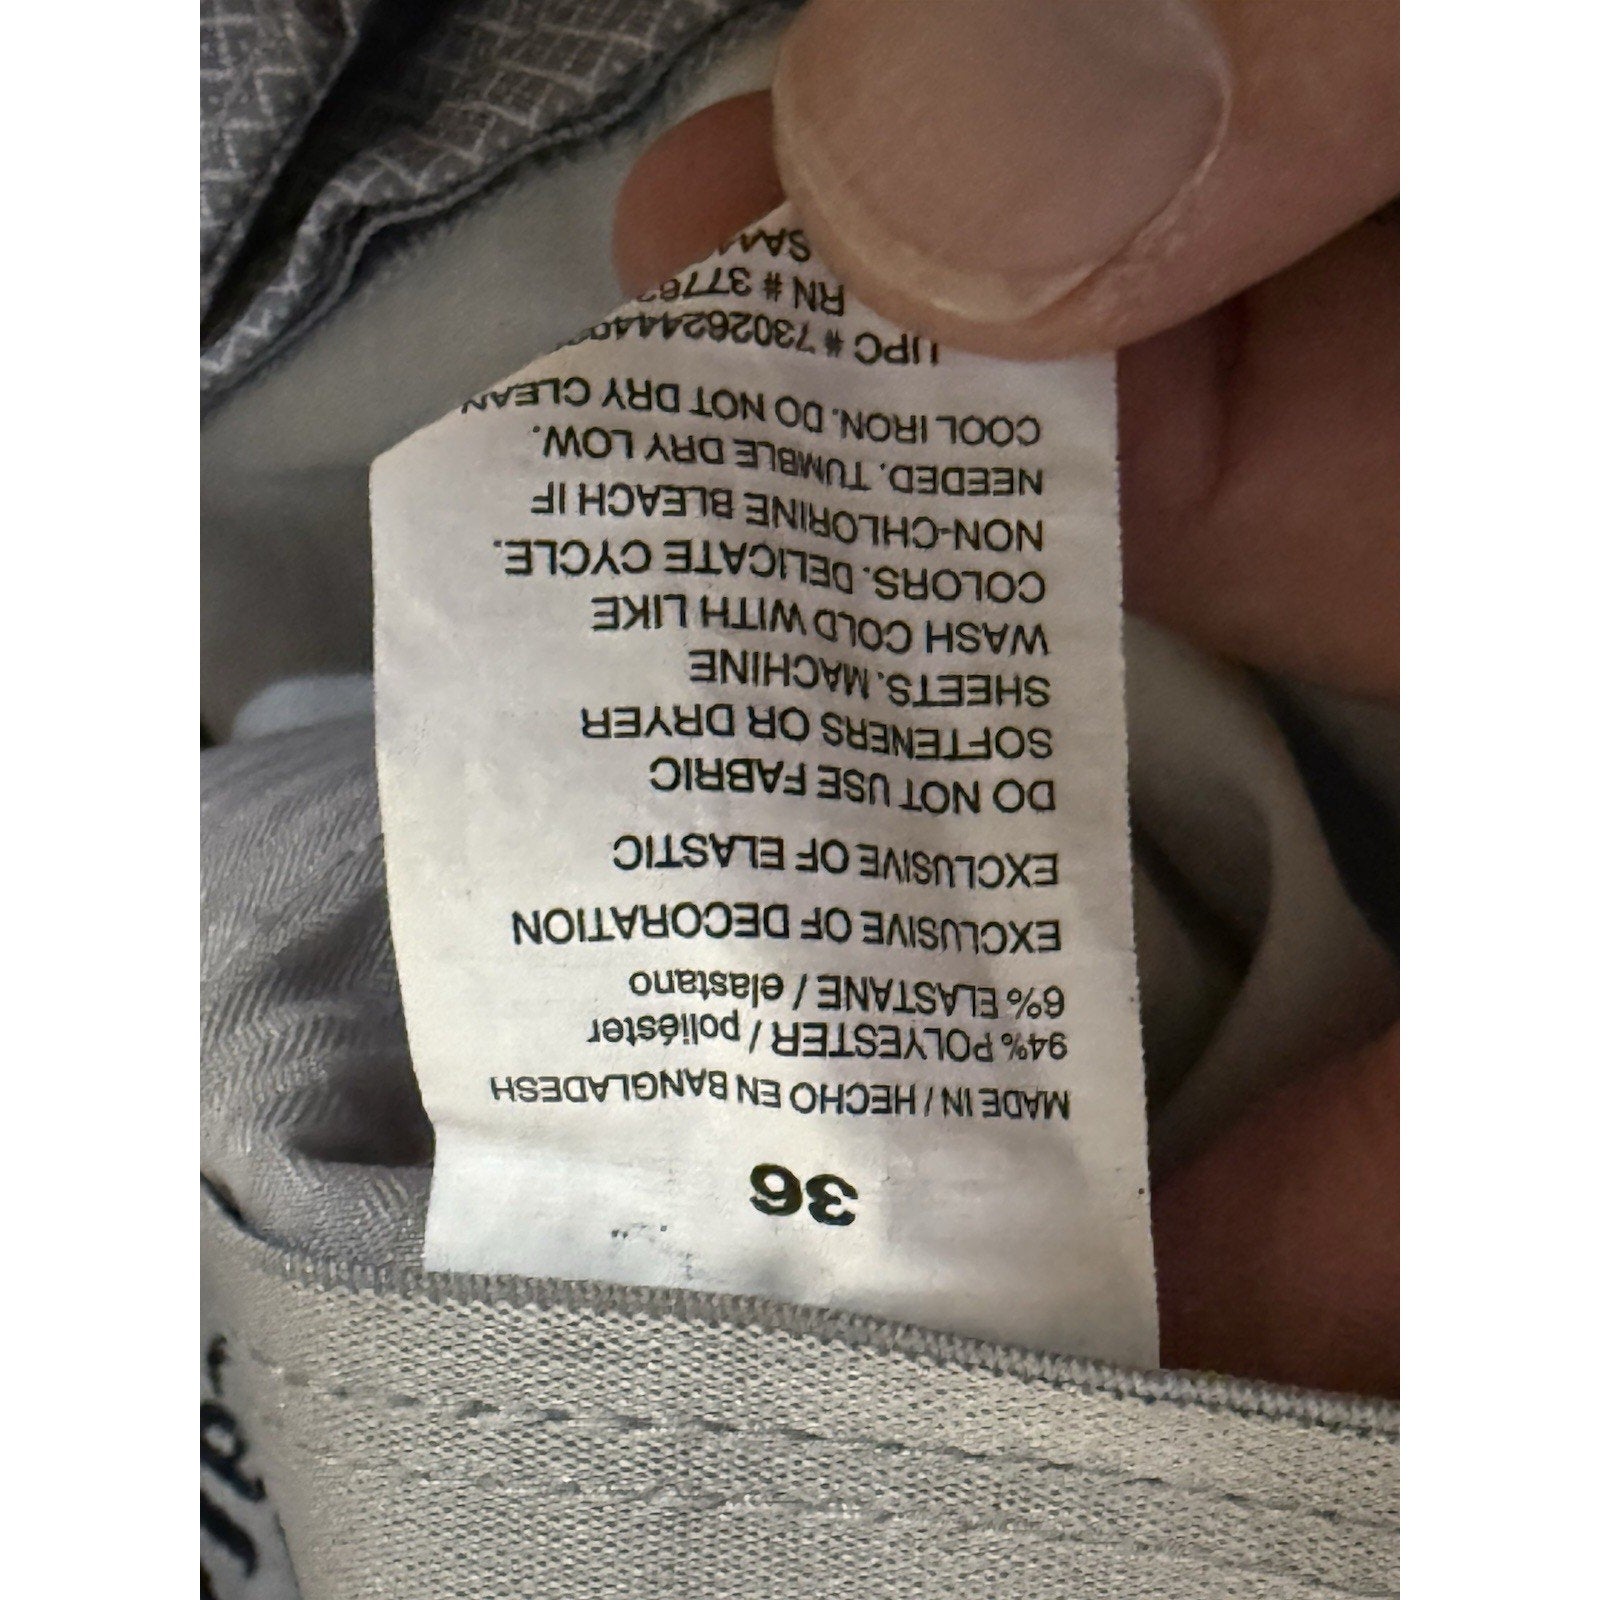 36
MADE IN / HECHO EN BANGLADESH
94% POLYESTER / poliéster
6% ELASTANE / elastano
EXCLUSIVE OF DECORATION
EXCLUSIVE OF ELASTIC
DO NOT USE FABRIC
SOFTENERS OR DRYER
SHEETS. MACHINE
WASH COLD WITH LIKE
COLORS. DELICATE CYCLE.
NON-CHLORINE BLEACH IF
NEEDED. TUMBLE DRY LOW.
COOL IRON. DO NOT DRY CLEAN
UPC #
RN #